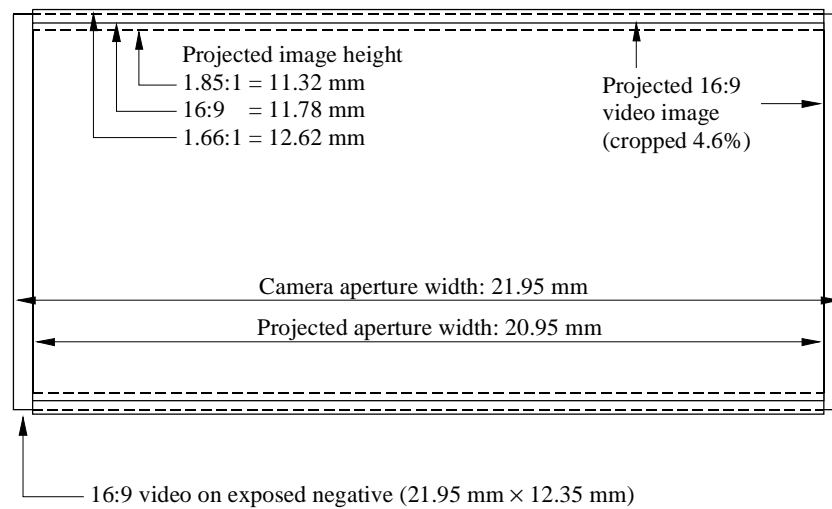 Projected image height
1.85:1 = 11.32 mm
16:9 = 11.78 mm
1.66:1 = 12.62 mm
Projected 16:9
video image
(cropped 4.6%)
Camera aperture width: 21.95 mm
Projected aperture width: 20.95 mm
16:9 video on exposed negative (21.95 mm × 12.35 mm)